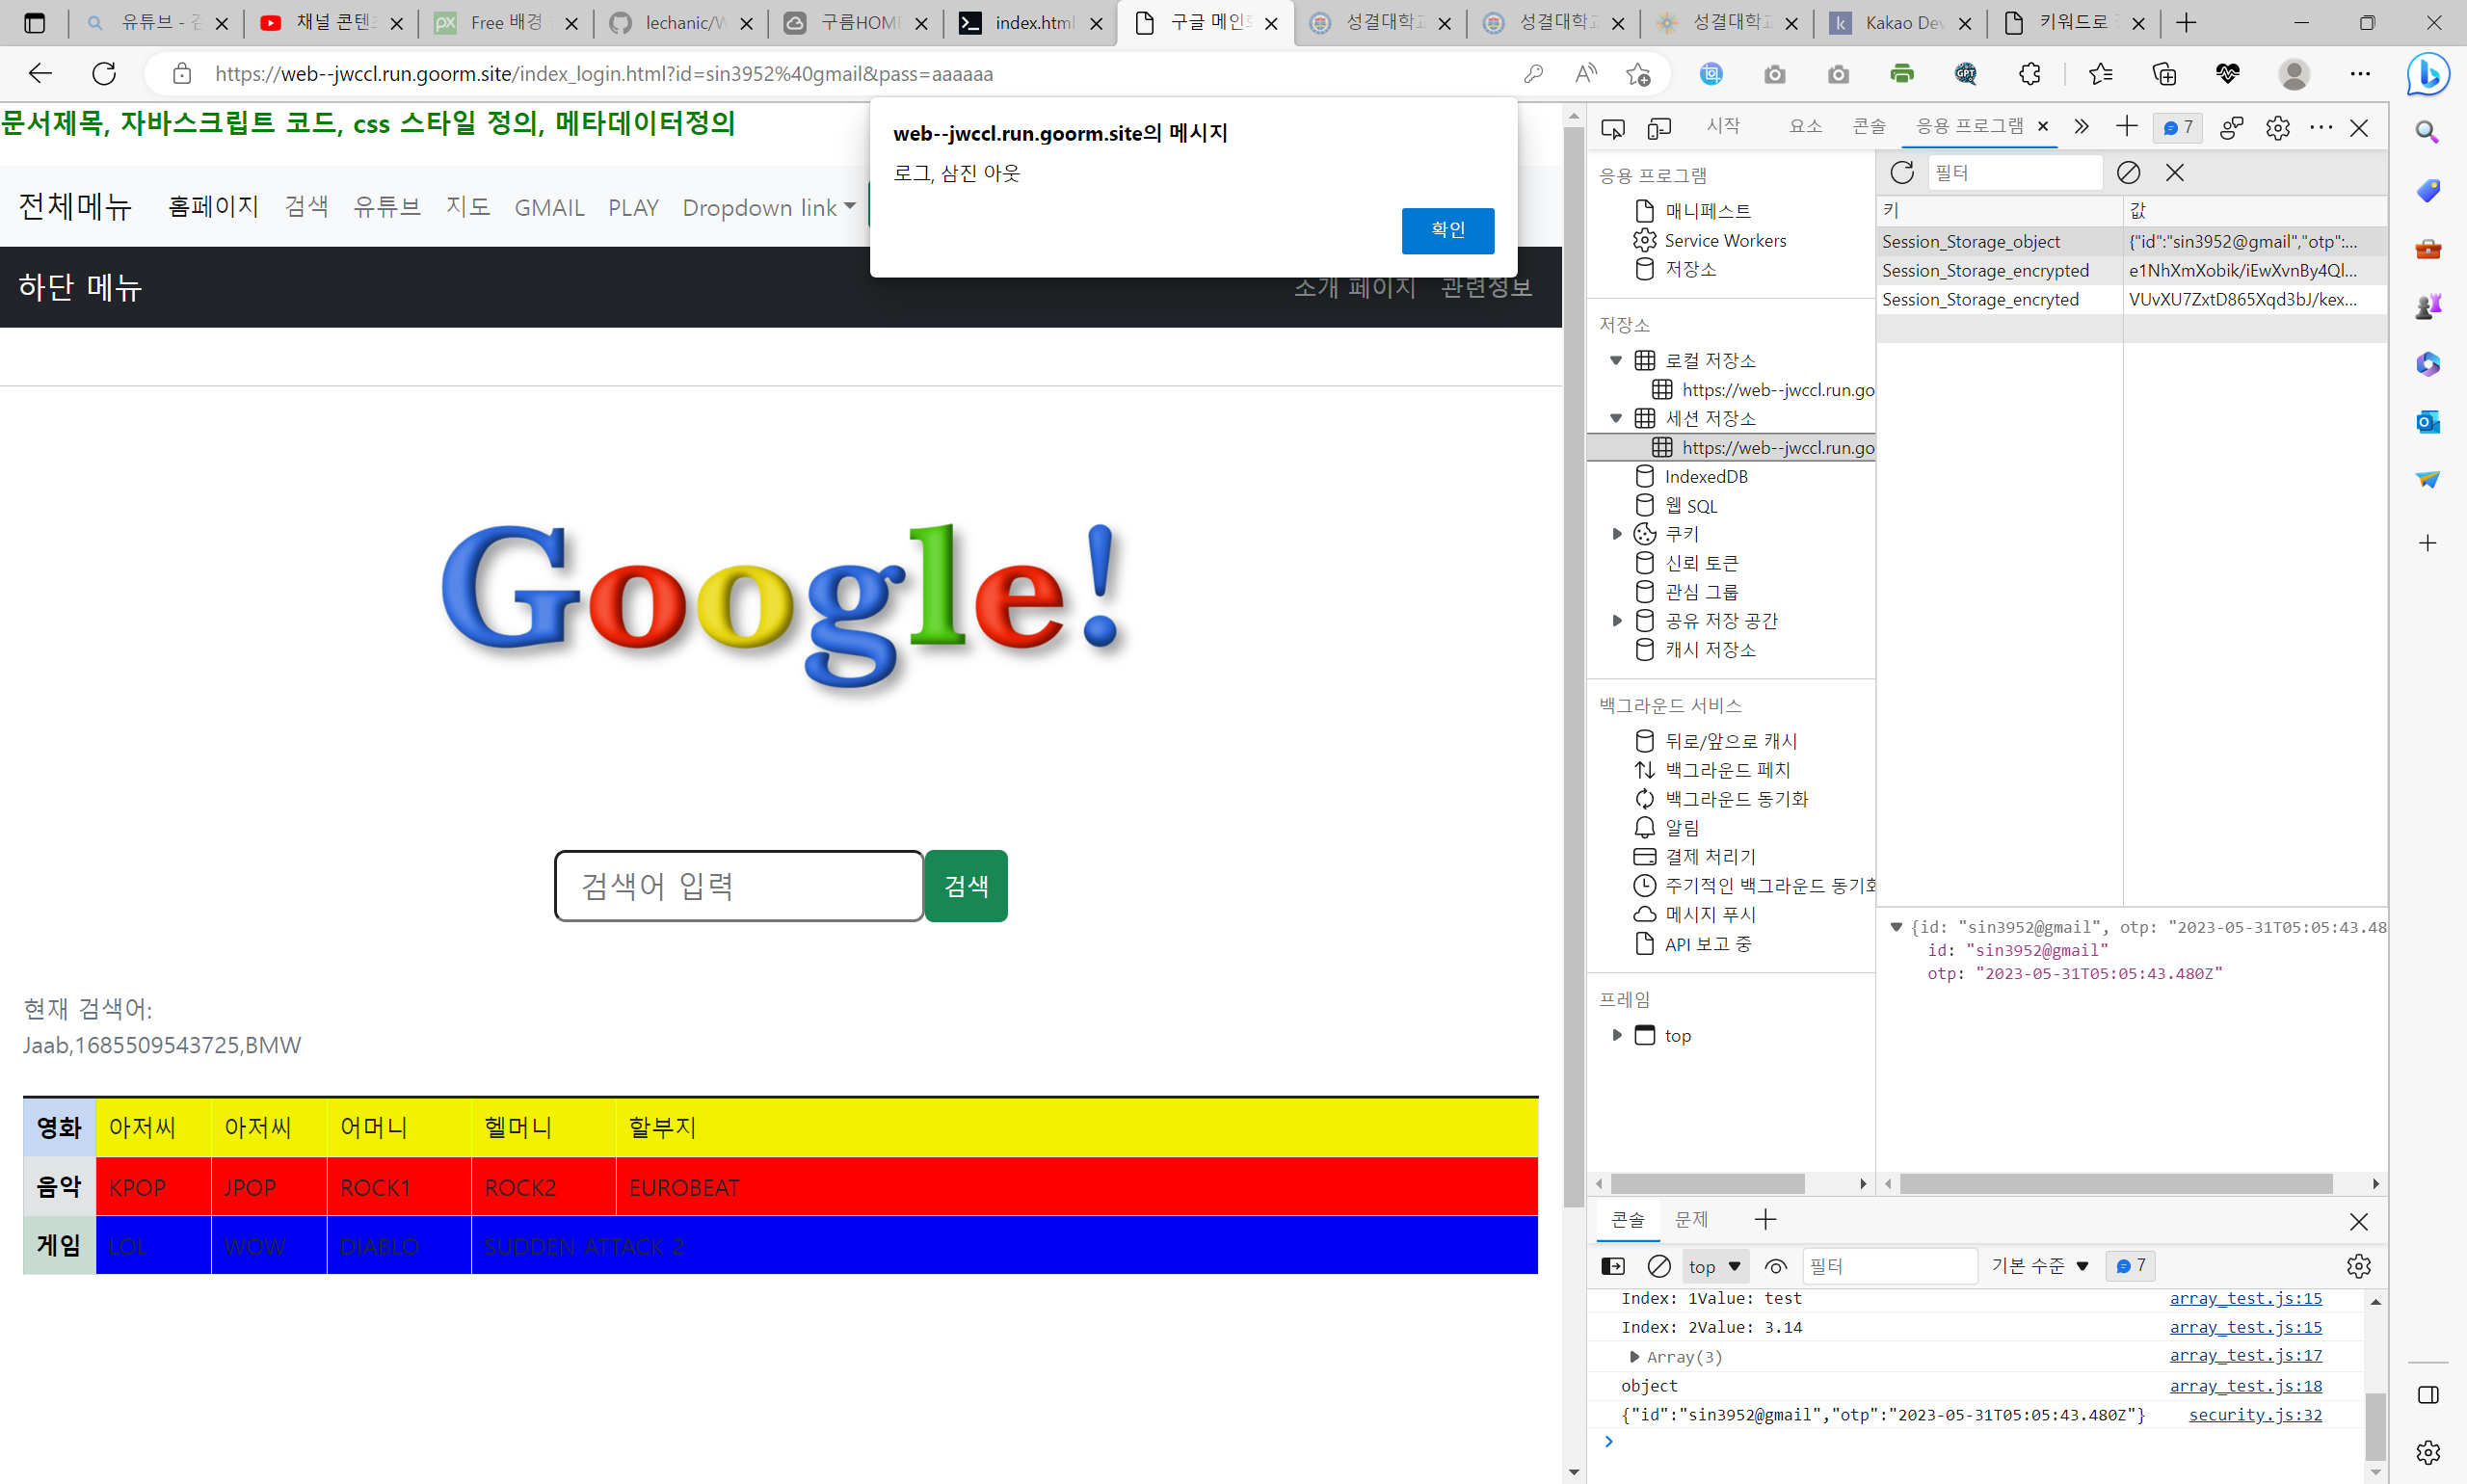 유튜브 - 검
채널 콘텐츠
Free 배경
lechanic/W
구름HOME
index.html
구글 메인
성결대학교
성결대학교
성결대학교
Kakao Dev
키워드로
https://web--jwccl.run.goorm.site/index_login.html?id=sin3952%40gmail&pass=aaaaaa
문서제목, 자바스크립트 코드, css 스타일 정의, 메타데이터정의
web--jwccl.run.goorm.site의 메시지
로그, 삼진 아웃
확인
전체메뉴 홈페이지 검색 유튜브 지도 GMAIL PLAY Dropdown link
하단 메뉴 소개 페이지 관련정보
Google!
검색어 입력 검색
현재 검색어:
Jaab,1685509543725,BMW
영화 아저씨 아저씨 어머니 헬머니 할부지
음악 KPOP JPOP ROCK1 ROCK2 EUROBEAT
게임 LOL WOW DIABLO SUDDEN ATTACK 2
시작 요소 콘솔 응용 프로그램 7
응용 프로그램
매니페스트
Service Workers
저장소
저장소
로컬 저장소
https://web--jwccl.run.go
세션 저장소
https://web--jwccl.run.go
IndexedDB
웹 SQL
쿠키
신뢰 토큰
관심 그룹
공유 저장 공간
캐시 저장소
백그라운드 서비스
뒤로/앞으로 캐시
백그라운드 페치
백그라운드 동기화
알림
결제 처리기
주기적인 백그라운드 동기화
메시지 푸시
API 보고 중
프레임
top
필터
키 값
Session_Storage_object {"id":"sin3952@gmail","otp":...
Session_Storage_encrypted e1NhXmXobik/iEwXvnBy4Ql...
Session_Storage_encryted VUvXU7ZxtD865Xqd3bJ/kex...
{id: "sin3952@gmail", otp: "2023-05-31T05:05:43.48
id: "sin3952@gmail"
otp: "2023-05-31T05:05:43.480Z"
콘솔 문제
top 필터 기본 수준 7
Index: 1Value: test array_test.js:15
Index: 2Value: 3.14 array_test.js:15
Array(3) array_test.js:17
object array_test.js:18
{"id":"sin3952@gmail","otp":"2023-05-31T05:05:43.480Z"} security.js:32